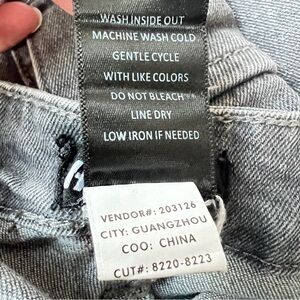 WASH INSIDE OUT
MACHINE WASH COLD
GENTLE CYCLE
WITH LIKE COLORS
DO NOT BLEACH
LINE DRY
LOW IRON IF NEEDED
VENDOR#: 203126
CITY: GUANGZHOU
COO: CHINA
CUT#: 8220-8223